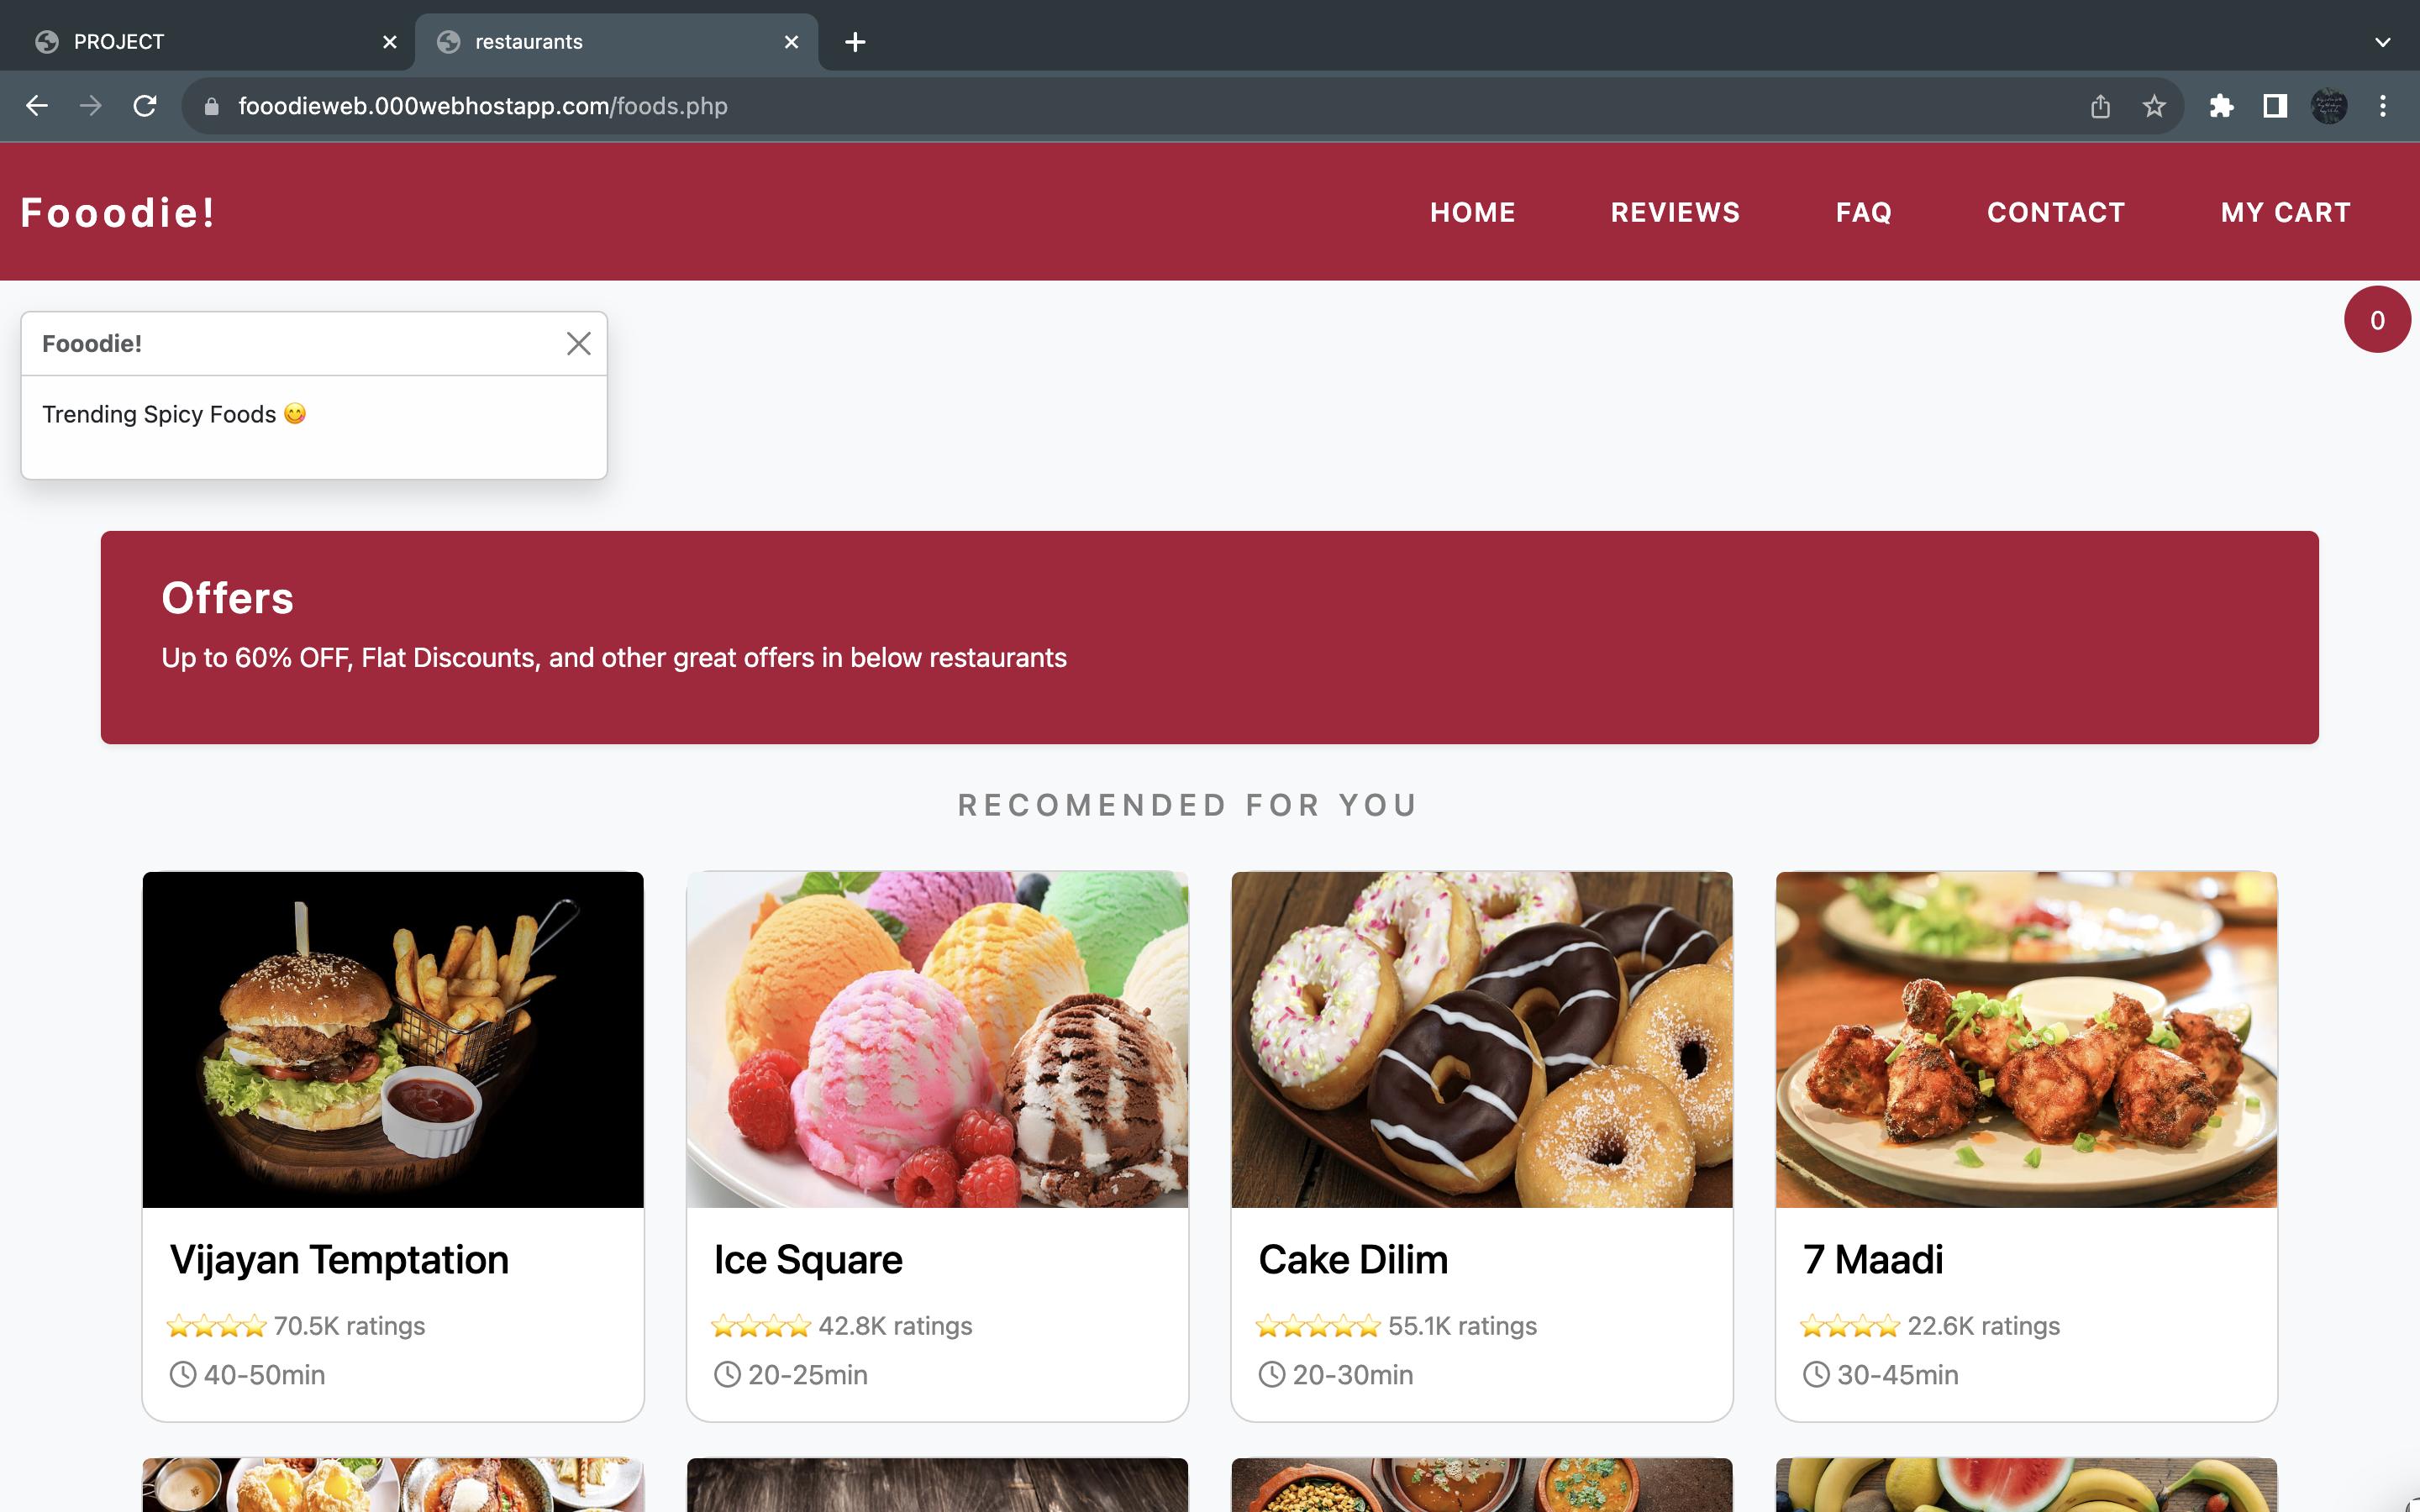 PROJECT
restaurants
fooodieweb.000webhostapp.com/foods.php
Fooodie!
HOME
REVIEWS
FAQ
CONTACT
MY CART
0
Fooodie!
Trending Spicy Foods 😋
Offers
Up to 60% OFF, Flat Discounts, and other great offers in below restaurants
RECOMENDED FOR YOU
Vijayan Temptation
⭐⭐⭐⭐ 70.5K ratings
40-50min
Ice Square
⭐⭐⭐⭐ 42.8K ratings
20-25min
Cake Dilim
⭐⭐⭐⭐⭐ 55.1K ratings
20-30min
7 Maadi
⭐⭐⭐⭐ 22.6K ratings
30-45min